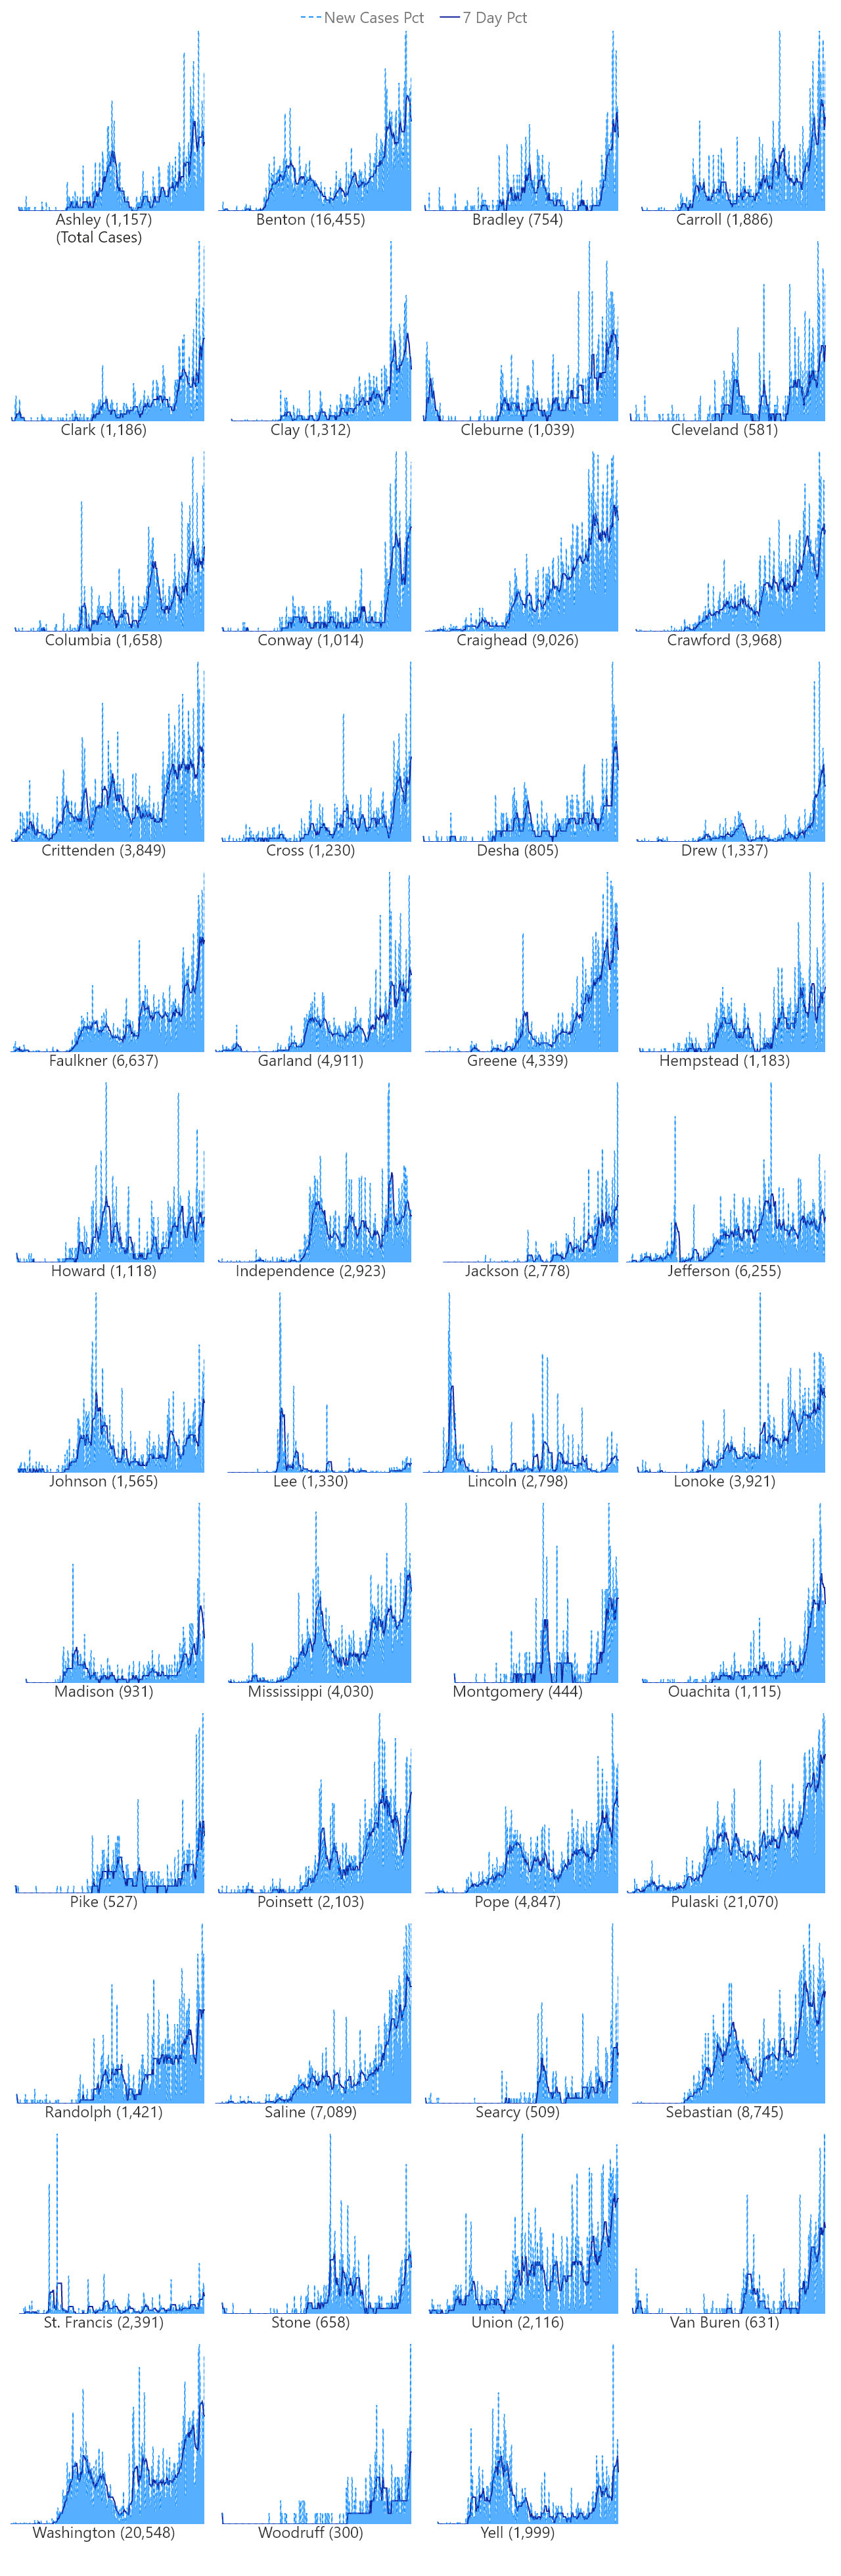 New Cases Pct 7 Day Pct
Ashley (1,157) Benton (16,455) Bradley (754) Carroll (1,886)
(Total Cases)
Clark (1,186) Clay (1,312) Cleburne (1,039) Cleveland (581)
Columbia (1,658) Conway (1,014) Craighead (9,026) Crawford (3,968)
Crittenden (3,849) Cross (1,230) Desha (805) Drew (1,337)
Faulkner (6,637) Garland (4,911) Greene (4,339) Hempstead (1,183)
Howard (1,118) Independence (2,923) Jackson (2,778) Jefferson (6,255)
Johnson (1,565) Lee (1,330) Lincoln (2,798) Lonoke (3,921)
Madison (931) Mississippi (4,030) Montgomery (444) Ouachita (1,115)
Pike (527) Poinsett (2,103) Pope (4,847) Pulaski (21,070)
Randolph (1,421) Saline (7,089) Searcy (509) Sebastian (8,745)
St. Francis (2,391) Stone (658) Union (2,116) Van Buren (631)
Washington (20,548) Woodruff (300) Yell (1,999)